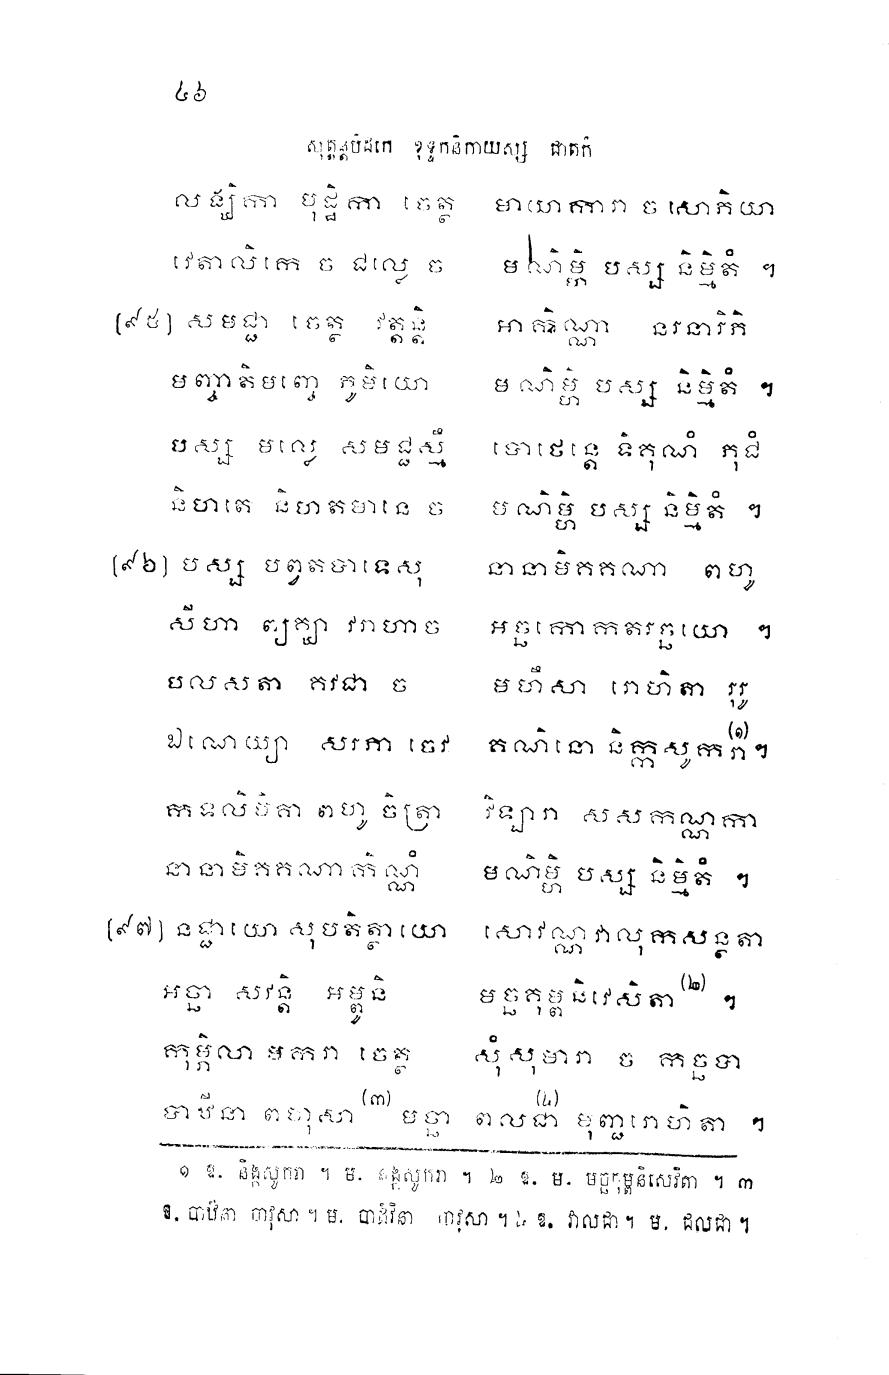 ៤៦
សុត្តន្តបិដកេ ខុទ្ទកនិកាយស្ស ជាតកំ
លង្ឃិកា មុដ្ឋិកា ចេត្ថ មាយាការា ច សោភិយា
វេតាលិកេ ច ជល្លេ ច មណិម្ហិ បស្ស និម្មិតំ ។
(៩៥) សមជ្ជា ចេត្ថ វត្តន្តិ អាកិណ្ណា នរនារិភិ
មញ្ចាតិមញ្ចេ ភូមិយោ មណិម្ហិ បស្ស និម្មិតំ ។
បស្ស មល្លេ សមជ្ជស្មឹ បោថេន្តេ ទិគុណំ ភុជំ
និហតេ និហតមានេ ច មណិម្ហិ បស្ស និម្មិតំ ។
(៩៦) បស្ស បព្វតបាទេសុ នានាមិគគណា ពហូ
សីហា ព្យគ្ឃា វរាហា ច អច្ឆកោកតរច្ឆយោ ។
បលសតា គវជា ច មហឹសា រោហិតា រុរូ
ឯណេយ្យា សរភា ចេវ គណិនោ និក្កសូករា(១)។
កទលិមិគា ពហូ ចិត្រា វិឡារា សសកណ្ណកា
នានាមិគគណាកិណ្ណំ មណិម្ហិ បស្ស និម្មិតំ ។
(៩៧) នជ្ជាយោ សុបតិត្ថាយោ សោវណ្ណវាលុកសន្ថតា
អច្ឆា សវន្តិ អម្ពូនិ មច្ឆគុម្ពនិវេសិតា(២) ។
កុម្ភិលា មករា ចេត្ថ សុំសុមារា ច កច្ឆបា
បាឋីនា ពហុសា(៣) មច្ឆា ពលជា(៤) មុញ្ជរោហិតា ។
១ ឱ. និង្កសូករា ។ ម. សូករា ។ ២ ឱ. ម. មច្ឆគុម្ពនិសេវិតា ។ ៣
ឱ. បាឋីនា បាវុសា ។ ម. បាឋីនា បាវុសា ។ ៤ ឱ. វាលជា ។ ម. ជលជា ។